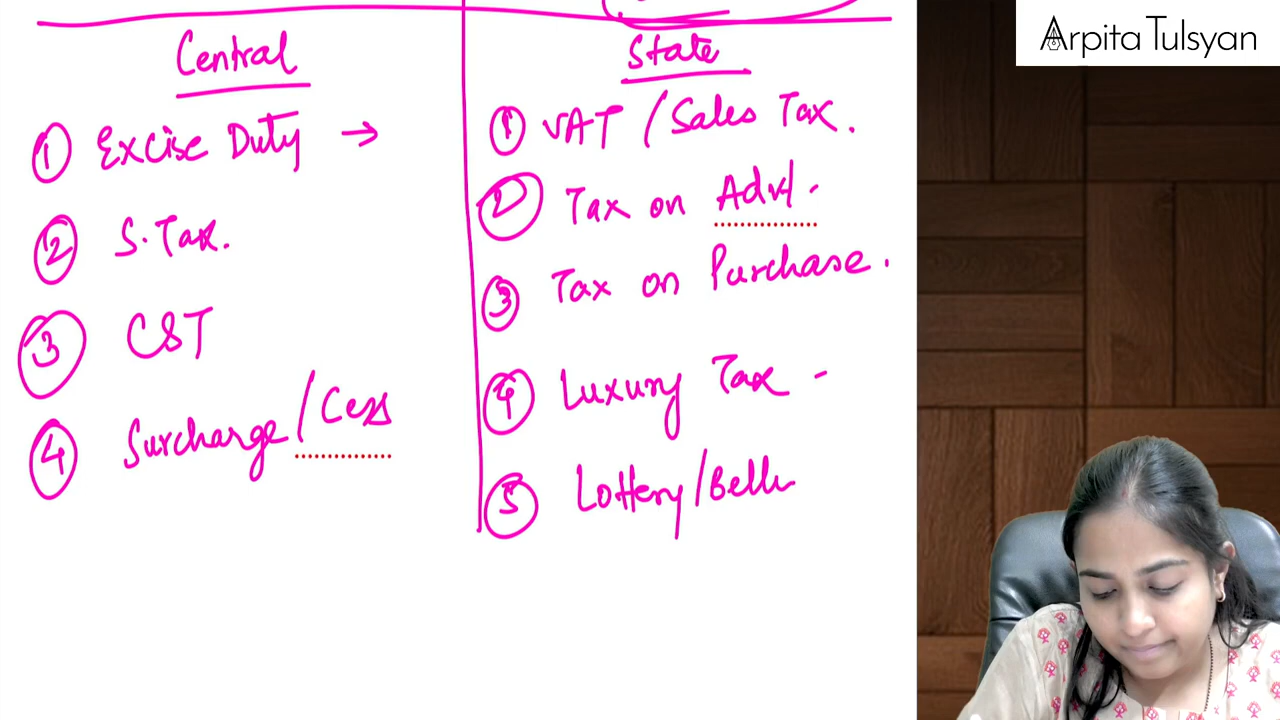 Arpita Tulsyan
Central
① Excise Duty →
② S. Tax.
③ CST
④ Surcharge/Cess
State
① VAT / Sales Tax.
② Tax on Advt.
③ Tax on Purchase.
④ Luxury Tax -
⑤ Lottery/